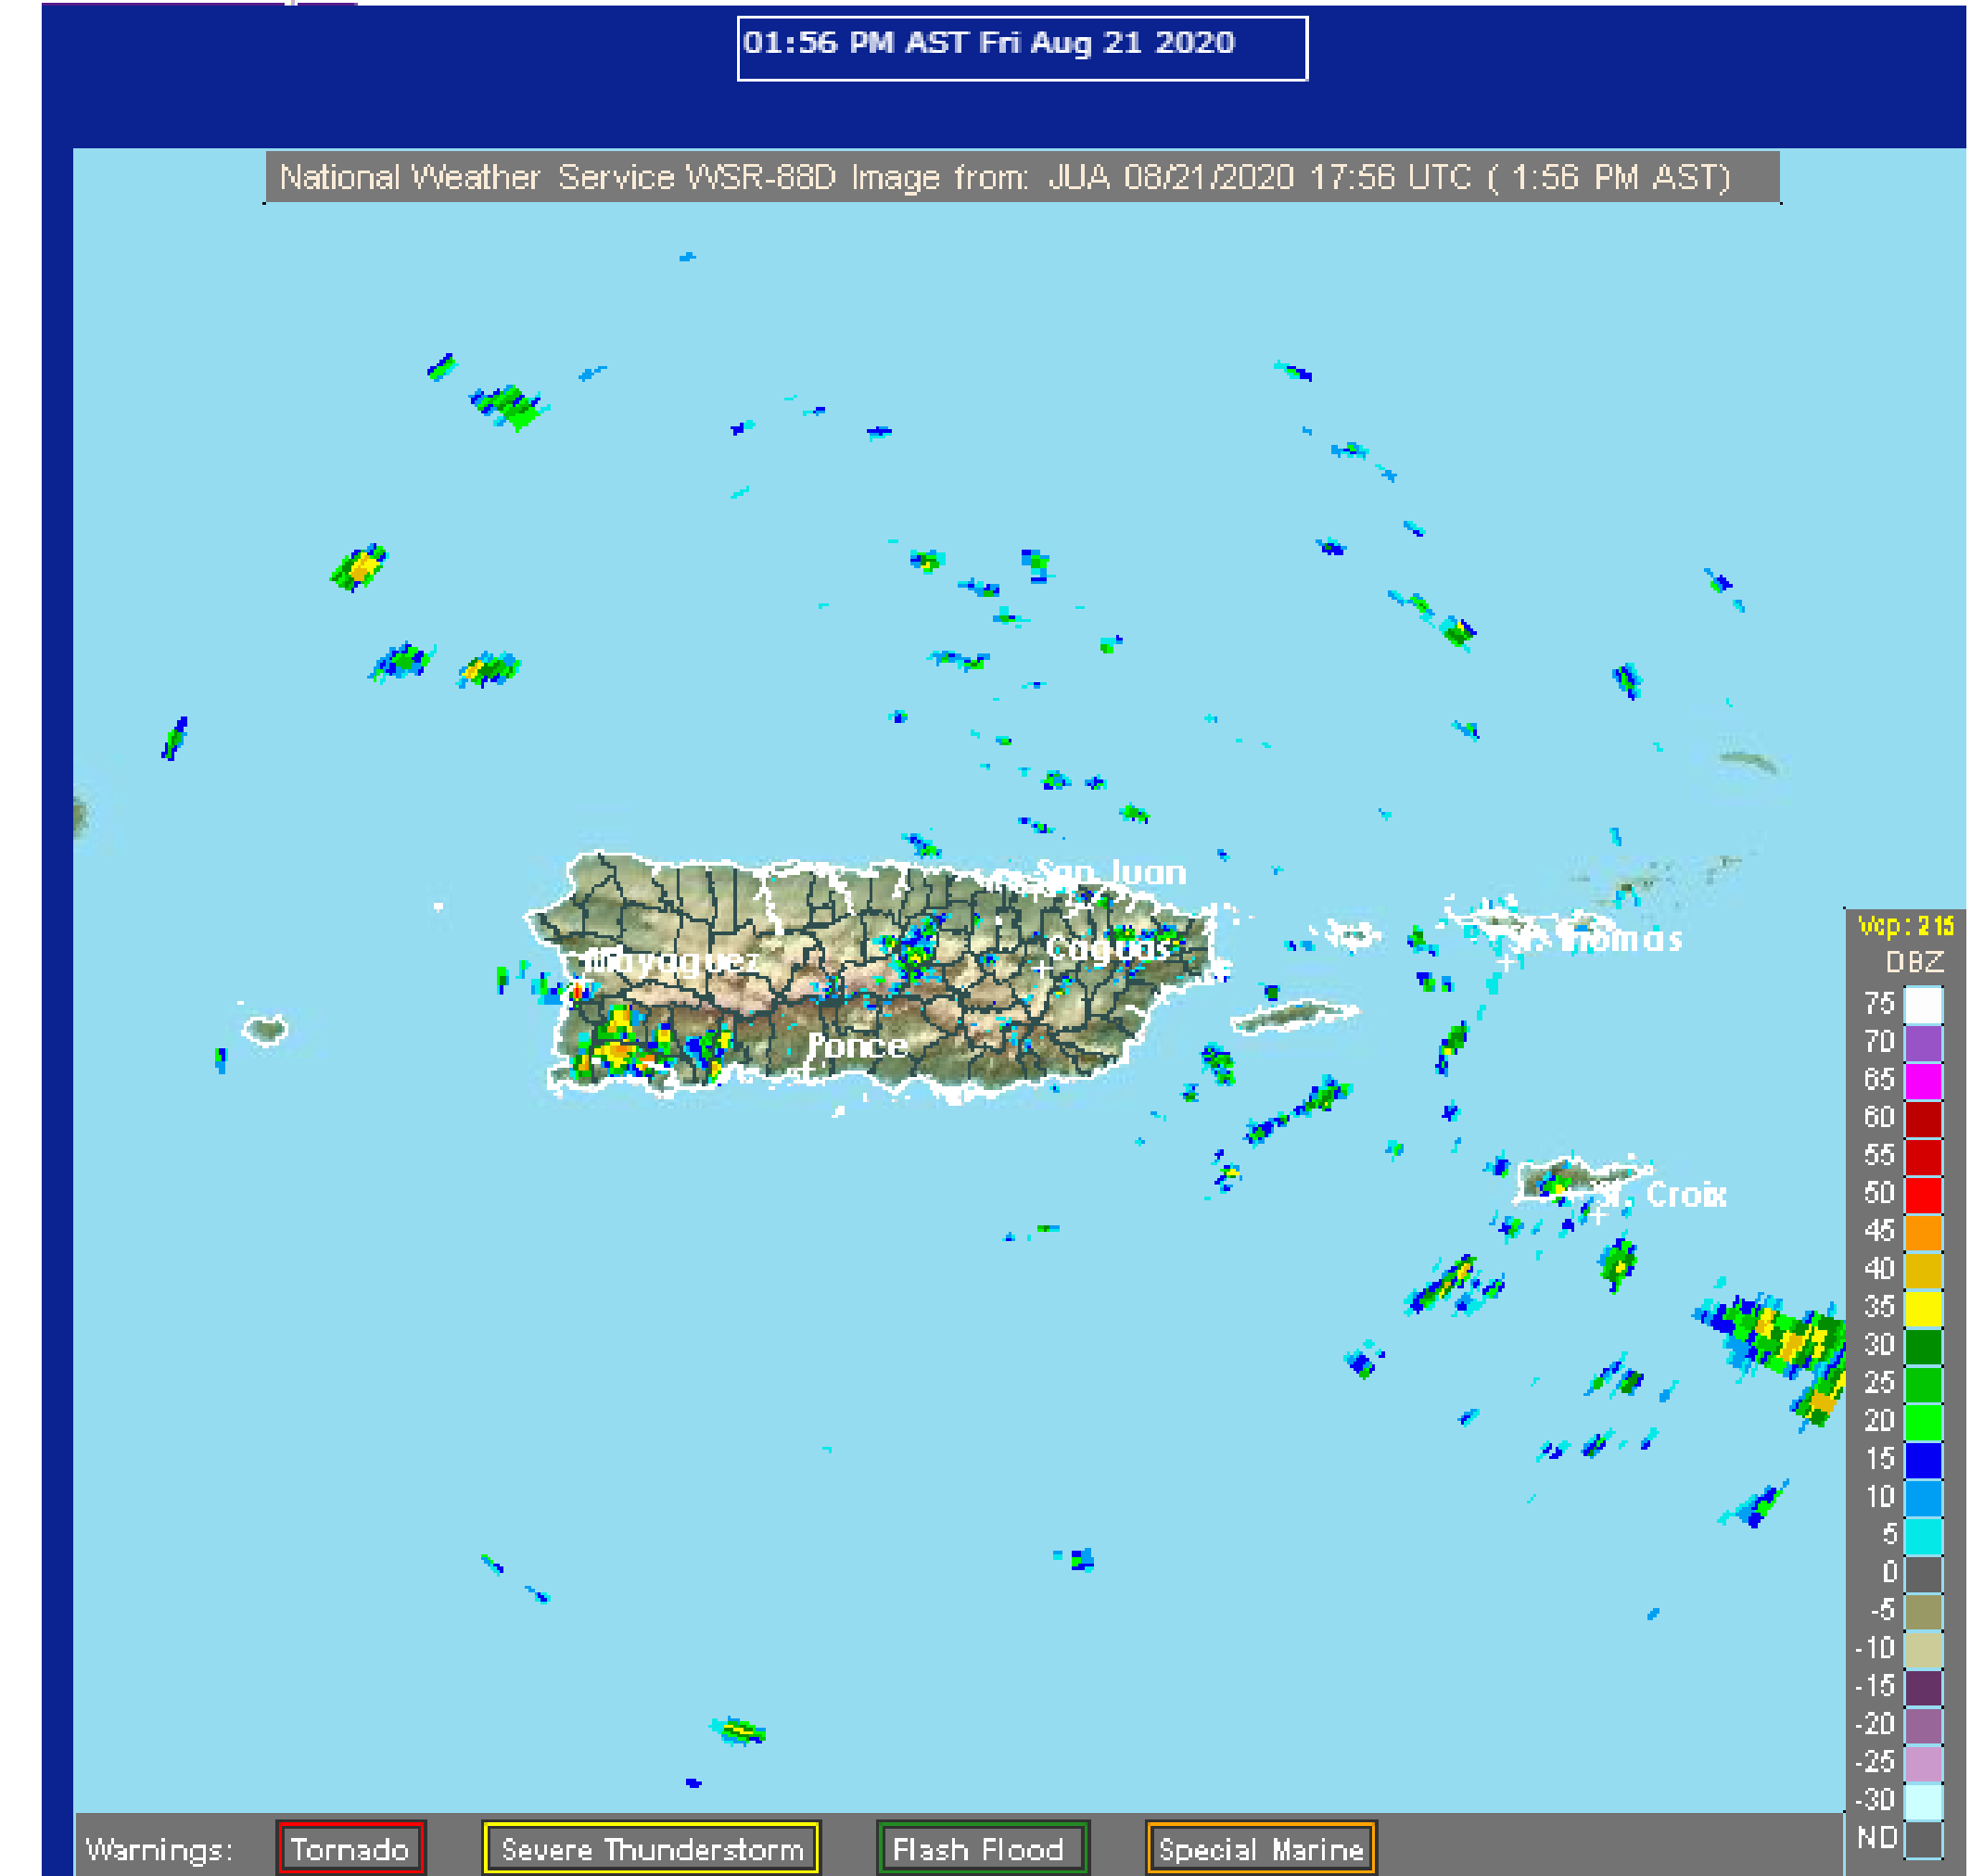 01:56 PM AST Fri Aug 21 2020
National Weather Service WSR-88D Image from: JUA 08/21/2020 17:56 UTC ( 1:56 PM AST)
San Juan
Vcp: 215
Thomas
Caguas
Mayaguez
DBZ
75
70
Ponce
65
60
55
50
St. Croix
45
40
35
30
25
20
15
10
5
0
-5
-10
-15
-20
-25
-30
ND
Warnings: Tornado Severe Thunderstorm Flash Flood Special Marine